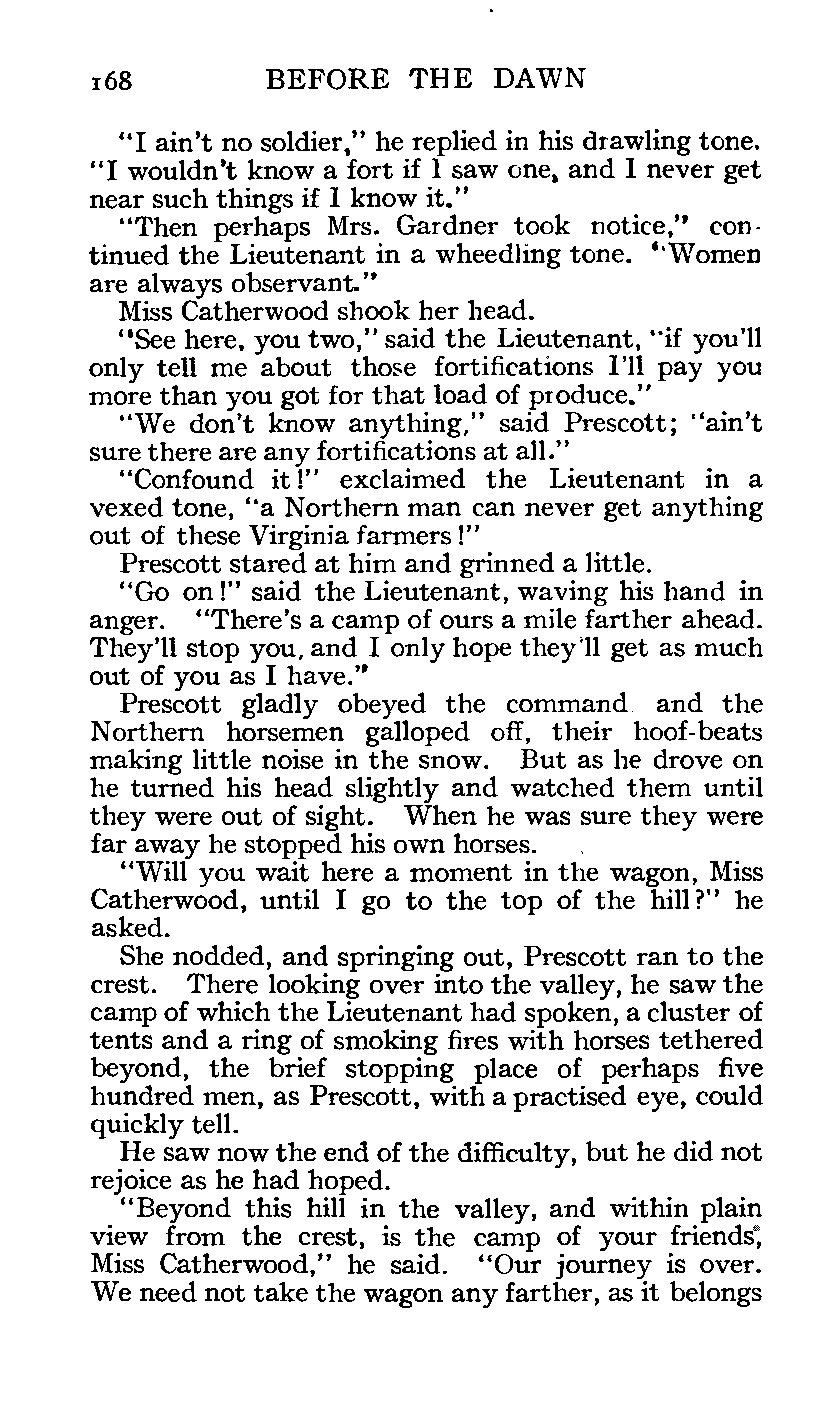 168 BEFORE THE DAWN
"I ain't no soldier," he replied in his drawling tone.
"I wouldn't know a fort if I saw one, and I never get
near such things if I know it."
"Then perhaps Mrs. Gardner took notice," con-
tinued the Lieutenant in a wheedling tone. "Women
are always observant."
Miss Catherwood shook her head.
"See here, you two," said the Lieutenant, "if you'll
only tell me about those fortifications I'll pay you
more than you got for that load of produce."
"We don't know anything," said Prescott; "ain't
sure there are any fortifications at all."
"Confound it!" exclaimed the Lieutenant in a
vexed tone, "a Northern man can never get anything
out of these Virginia farmers!"
Prescott stared at him and grinned a little.
"Go on!" said the Lieutenant, waving his hand in
anger. "There's a camp of ours a mile farther ahead.
They'll stop you, and I only hope they'll get as much
out of you as I have."
Prescott gladly obeyed the command and the
Northern horsemen galloped off, their hoof-beats
making little noise in the snow. But as he drove on
he turned his head slightly and watched them until
they were out of sight. When he was sure they were
far away he stopped his own horses.
"Will you wait here a moment in the wagon, Miss
Catherwood, until I go to the top of the hill?" he
asked.
She nodded, and springing out, Prescott ran to the
crest. There looking over into the valley, he saw the
camp of which the Lieutenant had spoken, a cluster of
tents and a ring of smoking fires with horses tethered
beyond, the brief stopping place of perhaps five
hundred men, as Prescott, with a practised eye, could
quickly tell.
He saw now the end of the difficulty, but he did not
rejoice as he had hoped.
"Beyond this hill in the valley, and within plain
view from the crest, is the camp of your friends,
Miss Catherwood," he said. "Our journey is over.
We need not take the wagon any farther, as it belongs